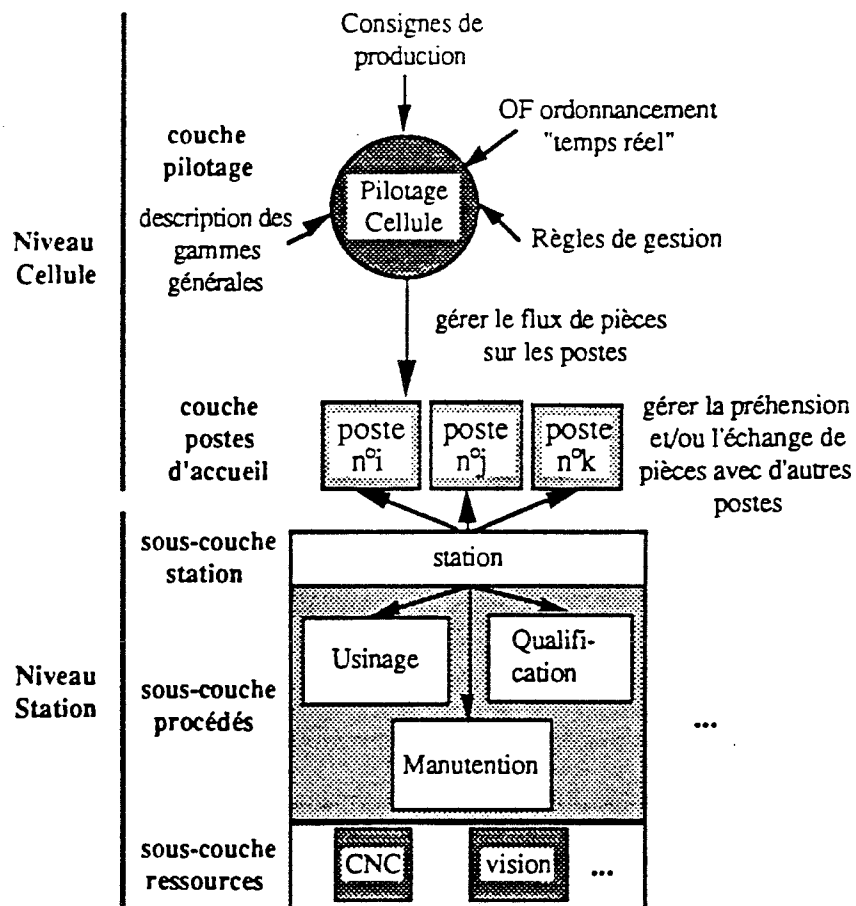 Consignes de
production
OF ordonnancement
"temps réel"
couche
pilotage
Pilotage
Cellule
description des
gammes
générales
Règles de gestion
Niveau
Cellule
gérer le flux de pièces
sur les postes
couche
postes
d'accueil
poste
n°i
poste
n°j
poste
n°k
gérer la préhension
et/ou l'échange de
pièces avec d'autres
postes
sous-couche
station
station
Niveau
Station
sous-couche
procédés
Usinage
Qualifi-
cation
Manutention
...
sous-couche
ressources
CNC
vision
...